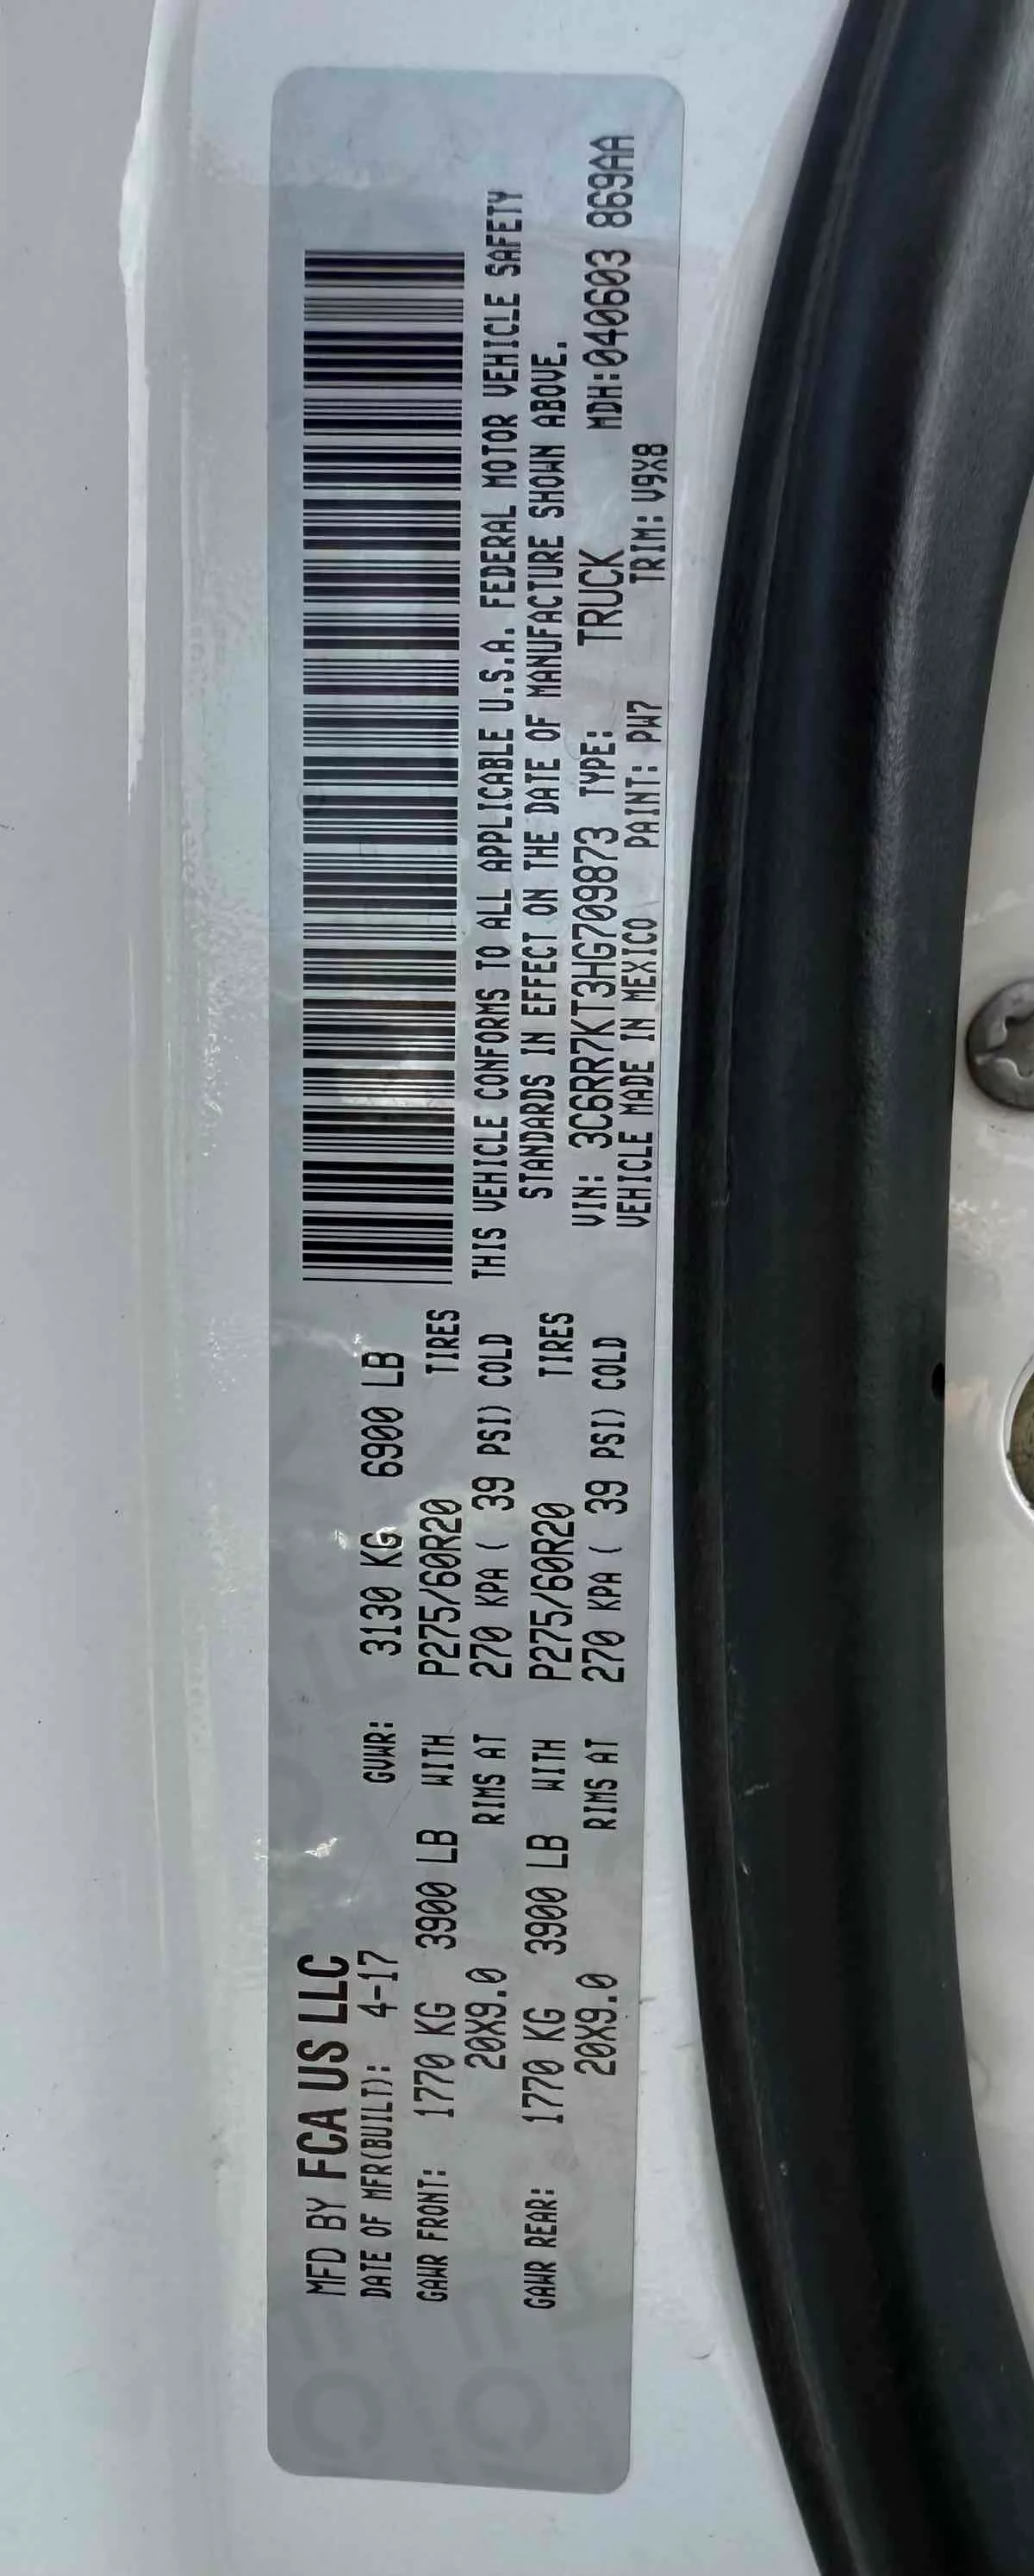 MFD BY FCA US LLC
DATE OF MFR(BUILT): 4-17 GVWR: 3130 KG 6900 LB
GAWR FRONT: 1770 KG 3900 LB WITH P275/60R20 TIRES
20X9.0 RIMS AT 270 KPA ( 39 PSI) COLD
GAWR REAR: 1770 KG 3900 LB WITH P275/60R20 TIRES
20X9.0 RIMS AT 270 KPA ( 39 PSI) COLD
THIS VEHICLE CONFORMS TO ALL APPLICABLE U.S.A. FEDERAL MOTOR VEHICLE SAFETY
STANDARDS IN EFFECT ON THE DATE OF MANUFACTURE SHOWN ABOVE.
VIN: 3C6RR7KT3HG709873 TYPE: TRUCK MDH:040603 869AA
VEHICLE MADE IN MEXICO PAINT: PW7 TRIM: V9X8